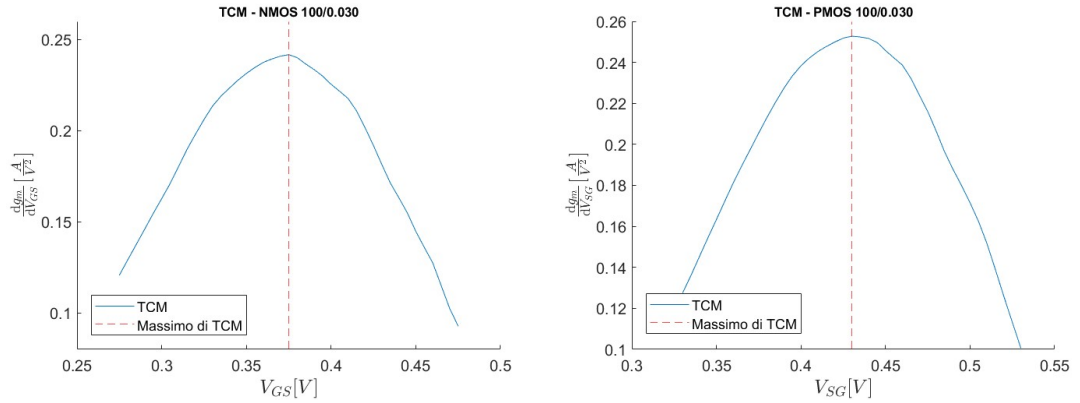 TCM - NMOS 100/0.030
0.25
0.2
0.15
0.1
dg_m/dV_GS [A/V²]
TCM
Massimo di TCM
0.25 0.3 0.35 0.4 0.45 0.5
V_GS[V]
TCM - PMOS 100/0.030
0.26
0.24
0.22
0.2
0.18
0.16
0.14
0.12
0.1
dg_m/dV_SG [A/V²]
TCM
Massimo di TCM
0.3 0.35 0.4 0.45 0.5 0.55
V_SG[V]